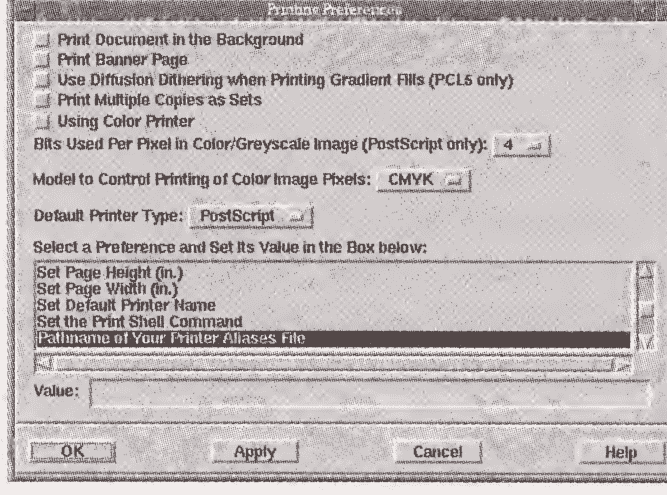 Printing Preferences
Print Document in the Background
Print Banner Page
Use Diffusion Dithering when Printing Gradient Fills (PCL5 only)
Print Multiple Copies as Sets
Using Color Printer
Bits Used Per Pixel in Color/Greyscale Image (PostScript only): 4
Model to Control Printing of Color Image Pixels: CMYK
Default Printer Type: PostScript
Select a Preference and Set Its Value in the Box below:
Set Page Height (in.)
Set Page Width (in.)
Set Default Printer Name
Set the Print Shell Command
Pathname of Your Printer Aliases File
Value:
OK Apply Cancel Help